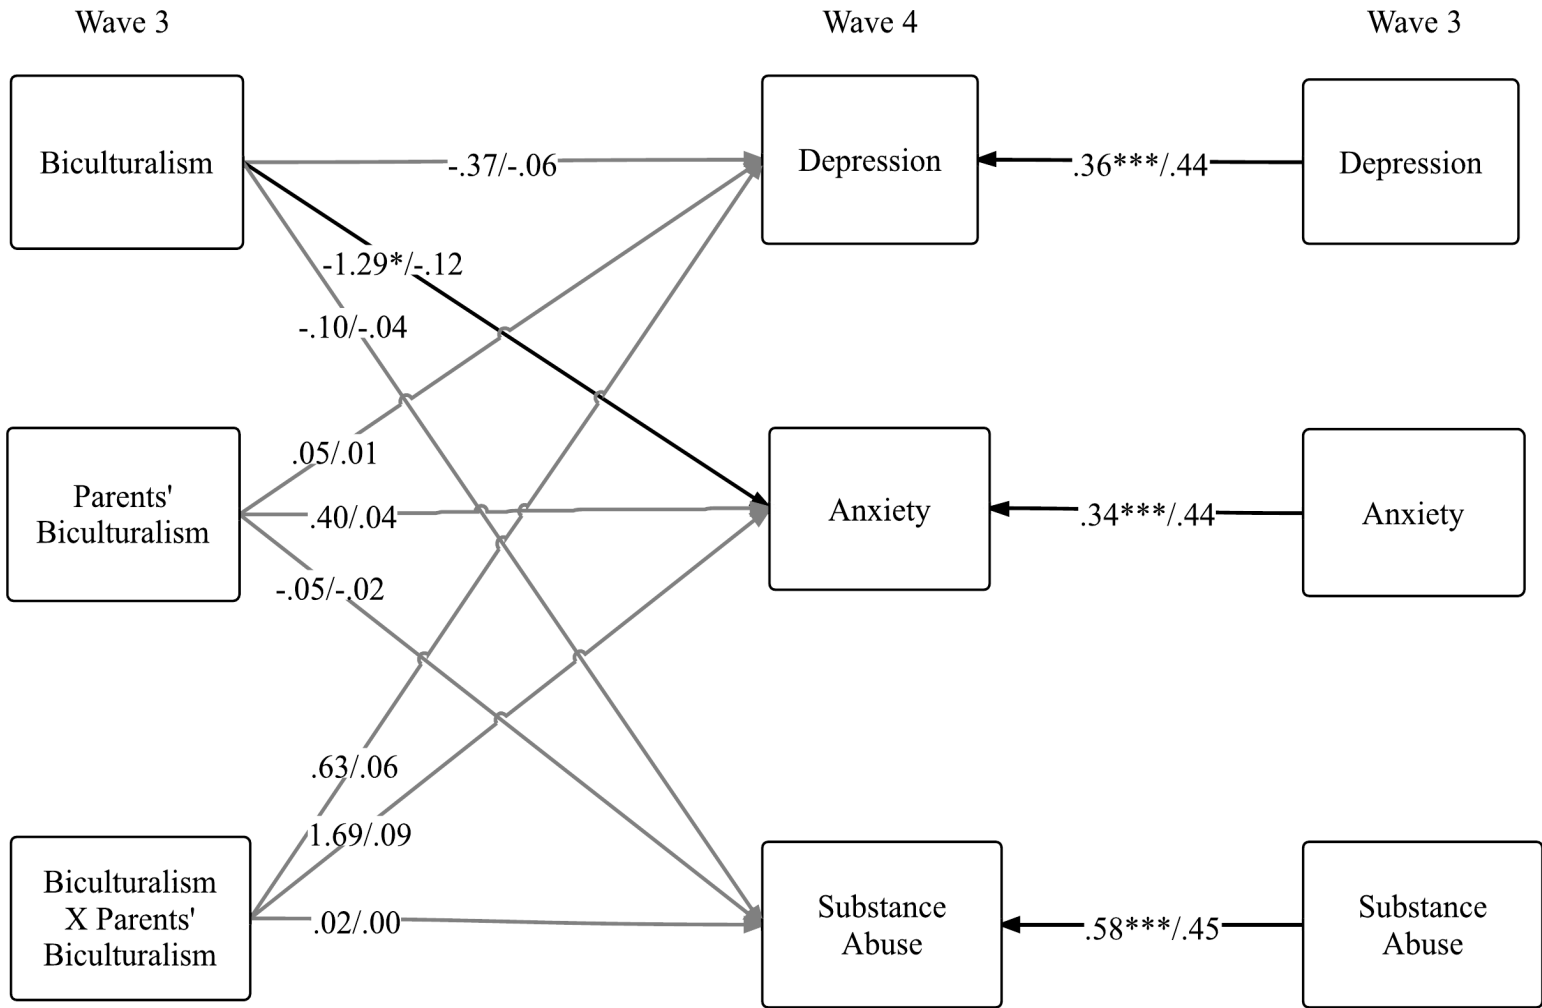 Wave 3
Wave 4
Wave 3
Biculturalism
-.37/-.06
Depression
.36***/.44
Depression
-1.29*/-.12
-.10/-.04
.05/.01
Parents'
Biculturalism
.40/.04
Anxiety
.34***/.44
Anxiety
-.05/-.02
.63/.06
1.69/.09
Biculturalism
X Parents'
Biculturalism
.02/.00
Substance
Abuse
.58***/.45
Substance
Abuse